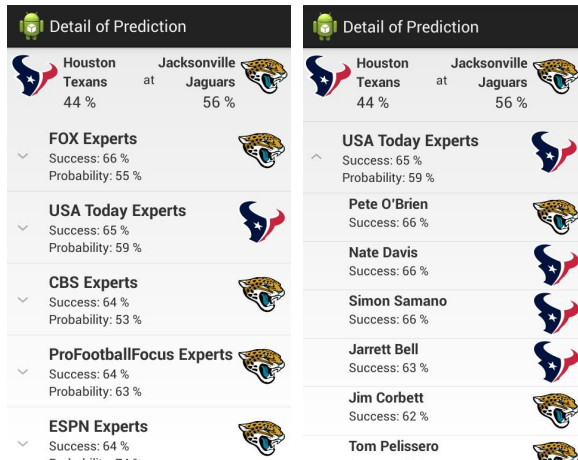 Detail of Prediction
Houston
Texans
44 %
at
Jacksonville
Jaguars
56 %
FOX Experts
Success: 66 %
Probability: 55 %
USA Today Experts
Success: 65 %
Probability: 59 %
CBS Experts
Success: 64 %
Probability: 53 %
ProFootballFocus Experts
Success: 64 %
Probability: 63 %
ESPN Experts
Success: 64 %
Detail of Prediction
Houston
Texans
44 %
at
Jacksonville
Jaguars
56 %
USA Today Experts
Success: 65 %
Probability: 59 %
Pete O'Brien
Success: 66 %
Nate Davis
Success: 66 %
Simon Samano
Success: 66 %
Jarrett Bell
Success: 63 %
Jim Corbett
Success: 62 %
Tom Pelissero